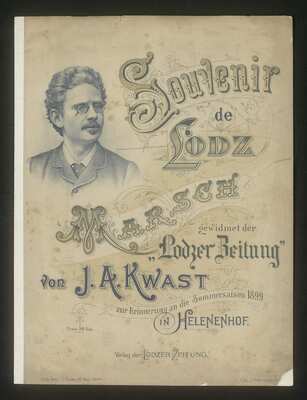 Souvenir
de
LODZ
MARSCH
gewidmet der
„Lodzer Zeitung"
von J. A. KWAST
zur Erinnerung an die Sommersaison 1899
IN HELENENHOF.
Verlag der LODZER ZEITUNG.